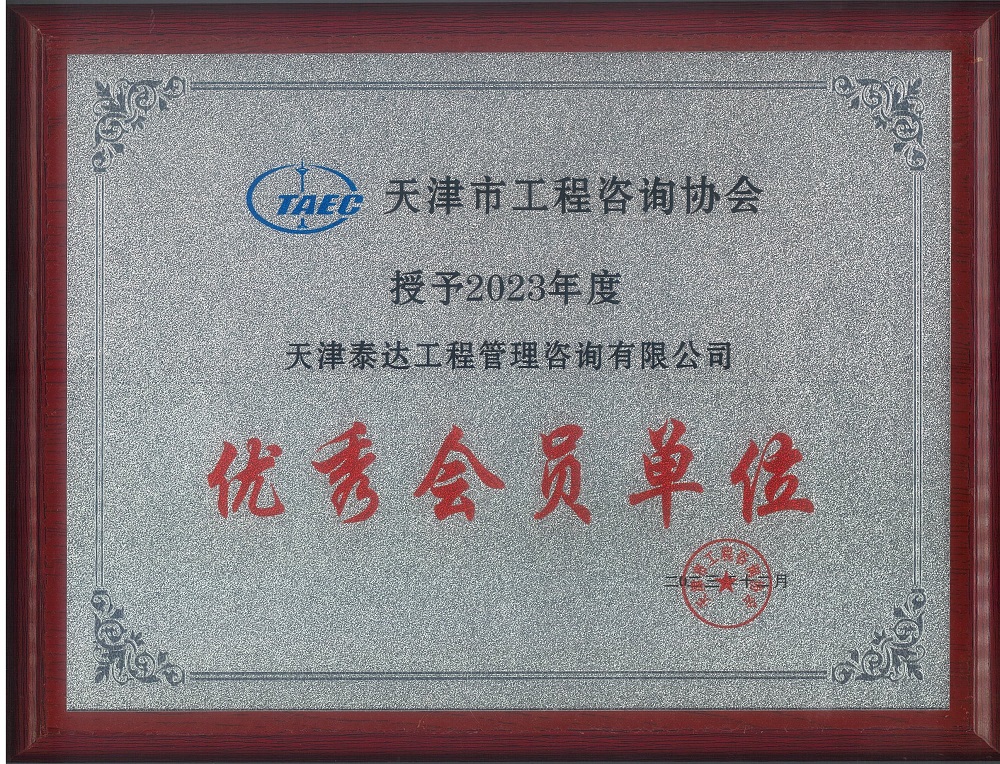 TAEC 天津市工程咨询协会
授予2023年度
天津泰达工程管理咨询有限公司
优秀会员单位
二〇二三年十二月